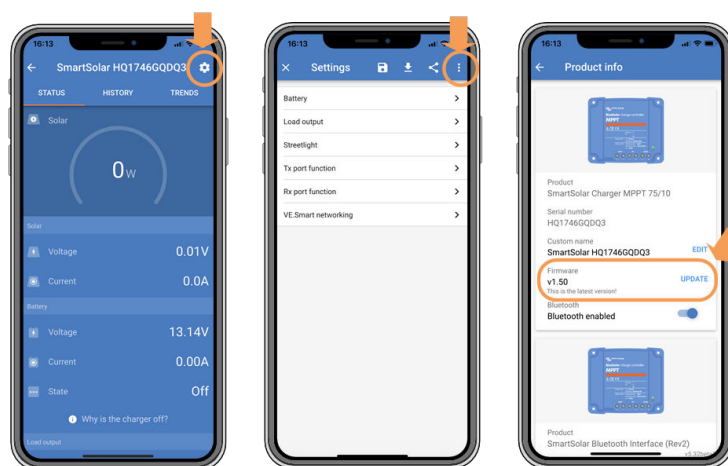 16:13
SmartSolar HQ1746GQDQ3
STATUS HISTORY TRENDS
Solar
0W
Solar
Voltage 0.01V
Current 0.0A
Battery
Voltage 13.14V
Current 0.00A
State Off
Why is the charger off?
Load output
16:13
Settings
Battery
Load output
Streetlight
Tx port function
Rx port function
VE.Smart networking
16:13
Product info
MPPT
Product
SmartSolar Charger MPPT 75/10
Serial number
HQ1746GQDQ3
Custom name
SmartSolar HQ1746GQDQ3 EDIT
Firmware
v1.50 UPDATE
This is the latest version!
Bluetooth
Bluetooth enabled
MPPT
Product
SmartSolar Bluetooth Interface (Rev2)